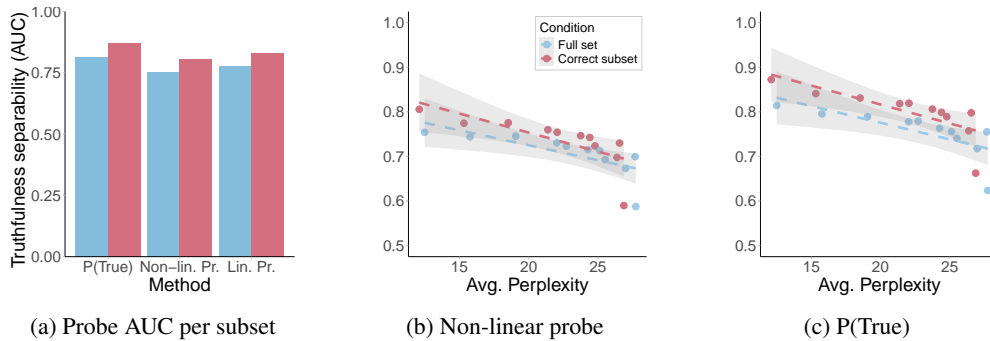 Truthfulness separability (AUC)
1.00
0.75
0.50
0.25
0.00
P(True) Non−lin. Pr. Lin. Pr.
Method
(a) Probe AUC per subset
1.0
0.9
0.8
0.7
0.6
0.5
Condition
Full set
Correct subset
15 20 25
Avg. Perplexity
(b) Non-linear probe
1.0
0.9
0.8
0.7
0.6
0.5
15 20 25
Avg. Perplexity
(c) P(True)